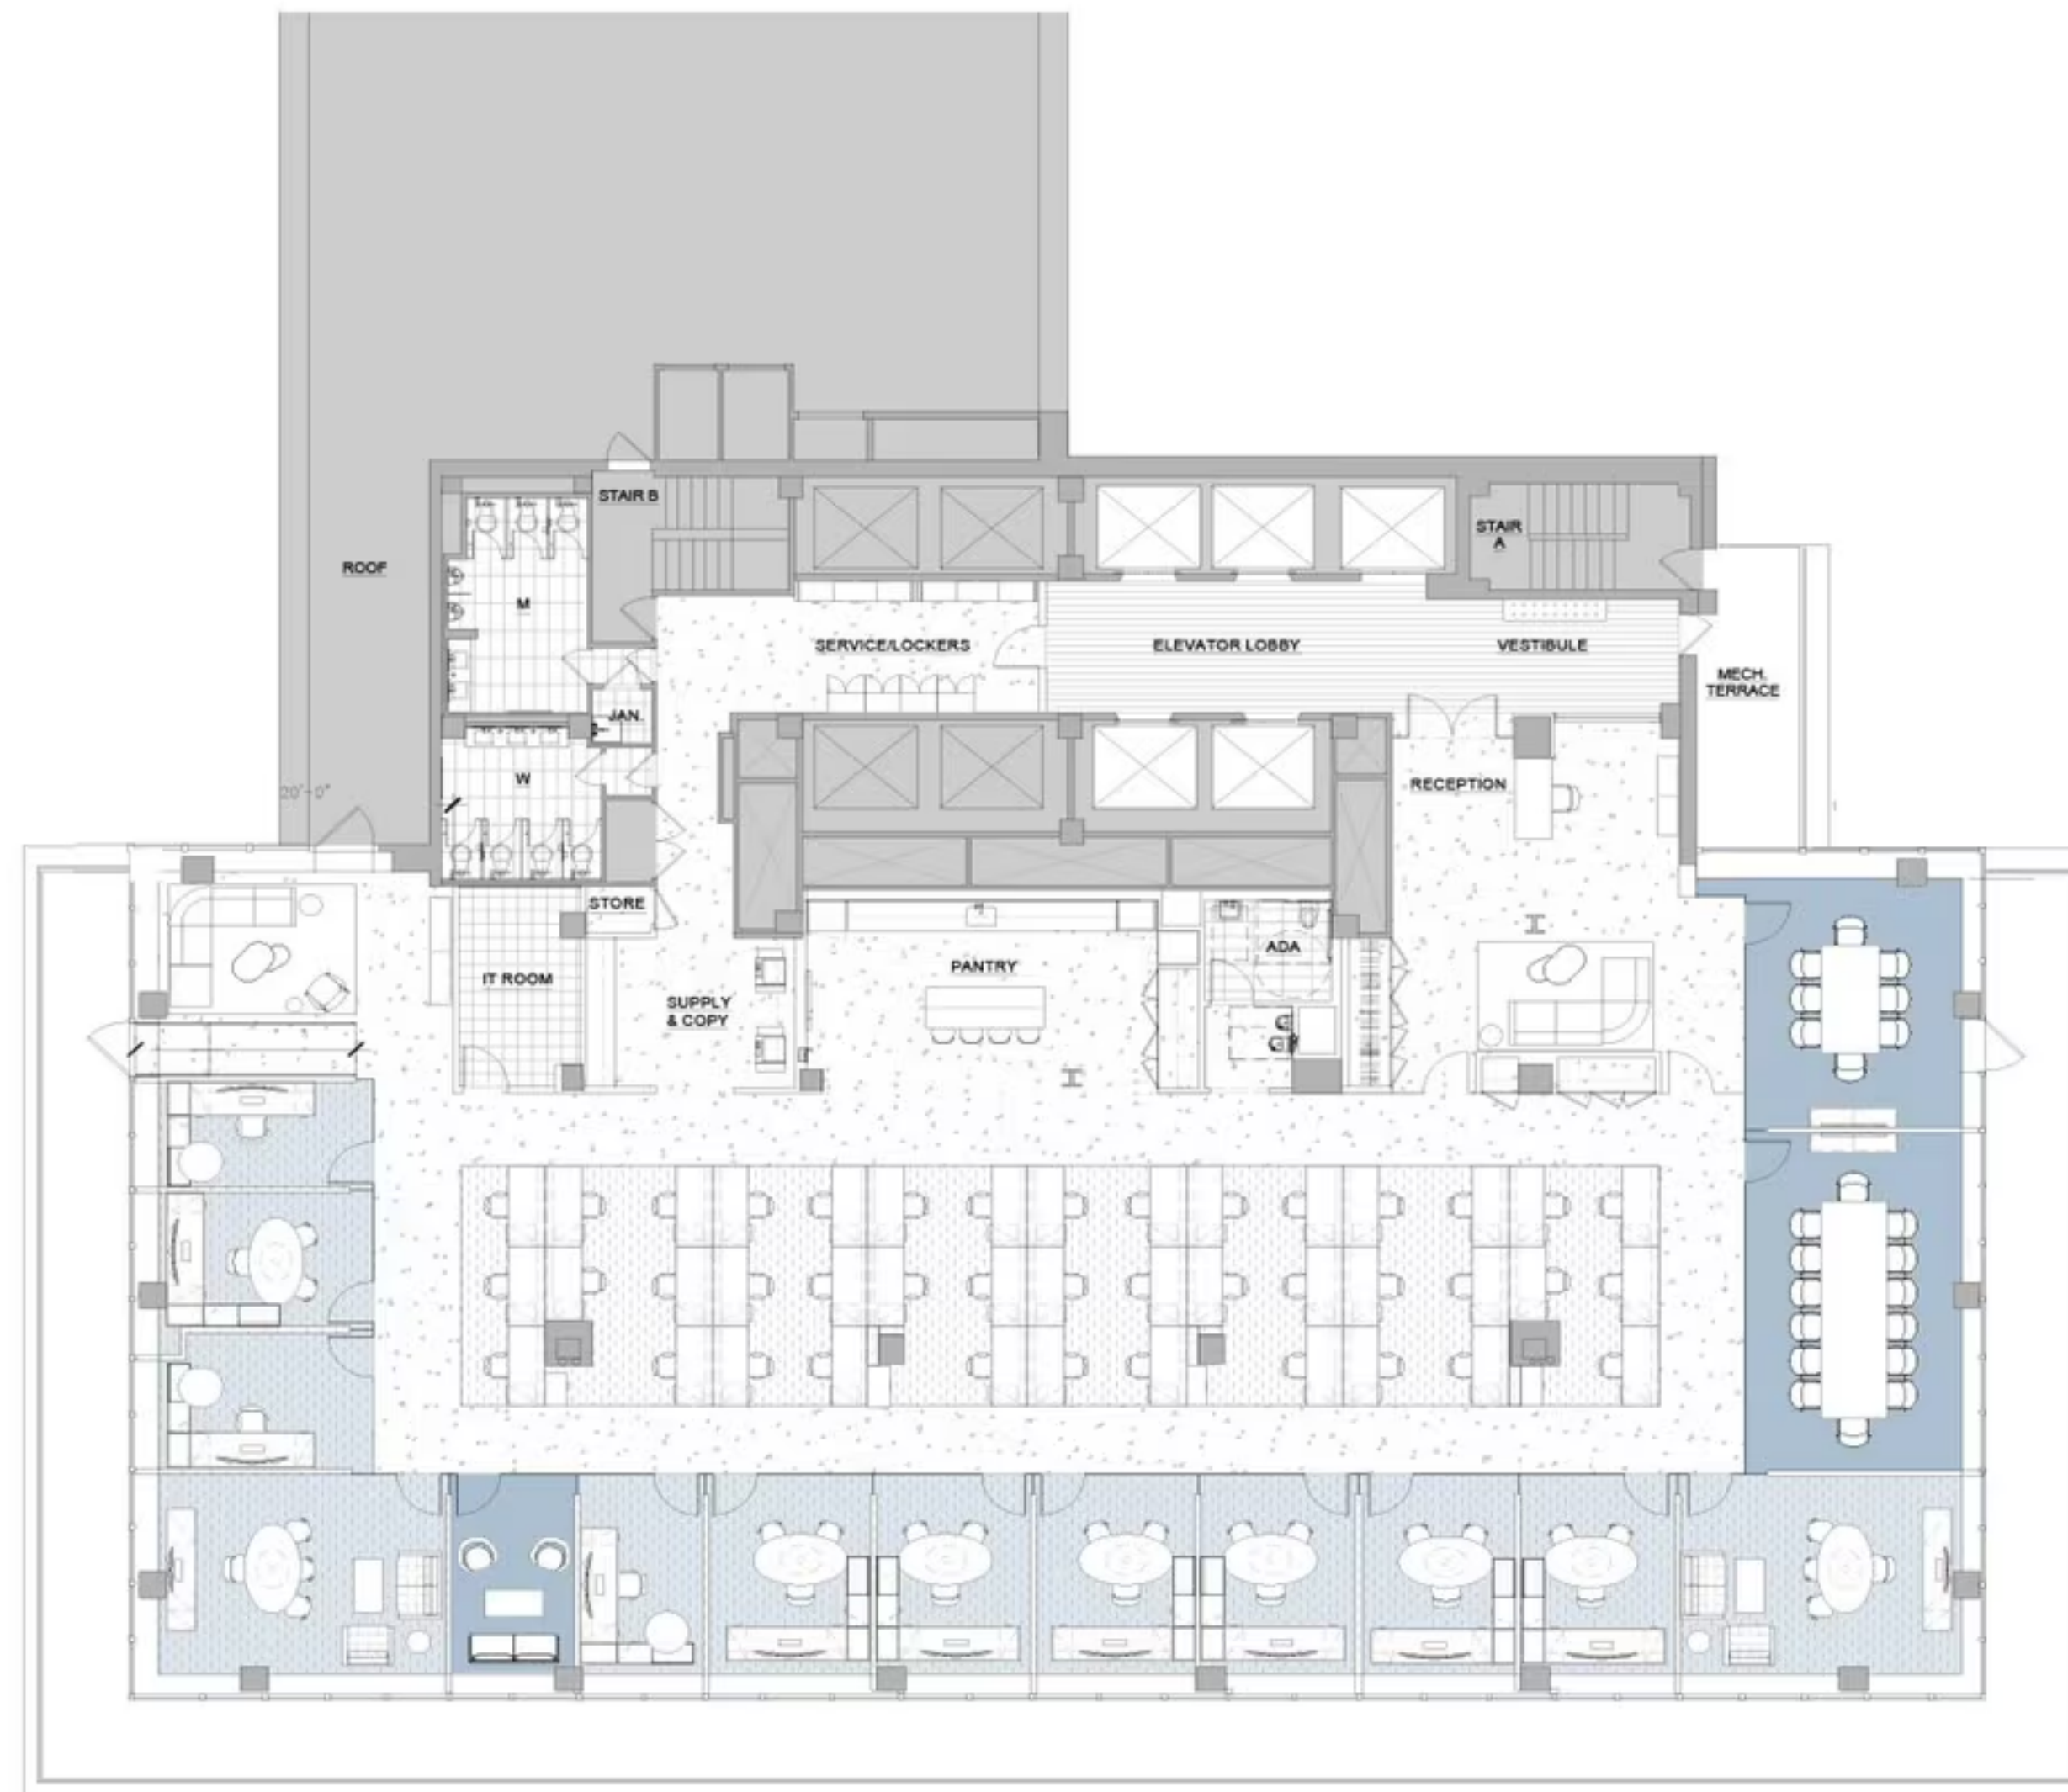 STAIR B
STAIR
A
ROOF
M
SERVICE/LOCKERS
ELEVATOR LOBBY
VESTIBULE
MECH.
TERRACE
JAN.
W
RECEPTION
20'-0"
STORE
IT ROOM
SUPPLY
& COPY
PANTRY
ADA